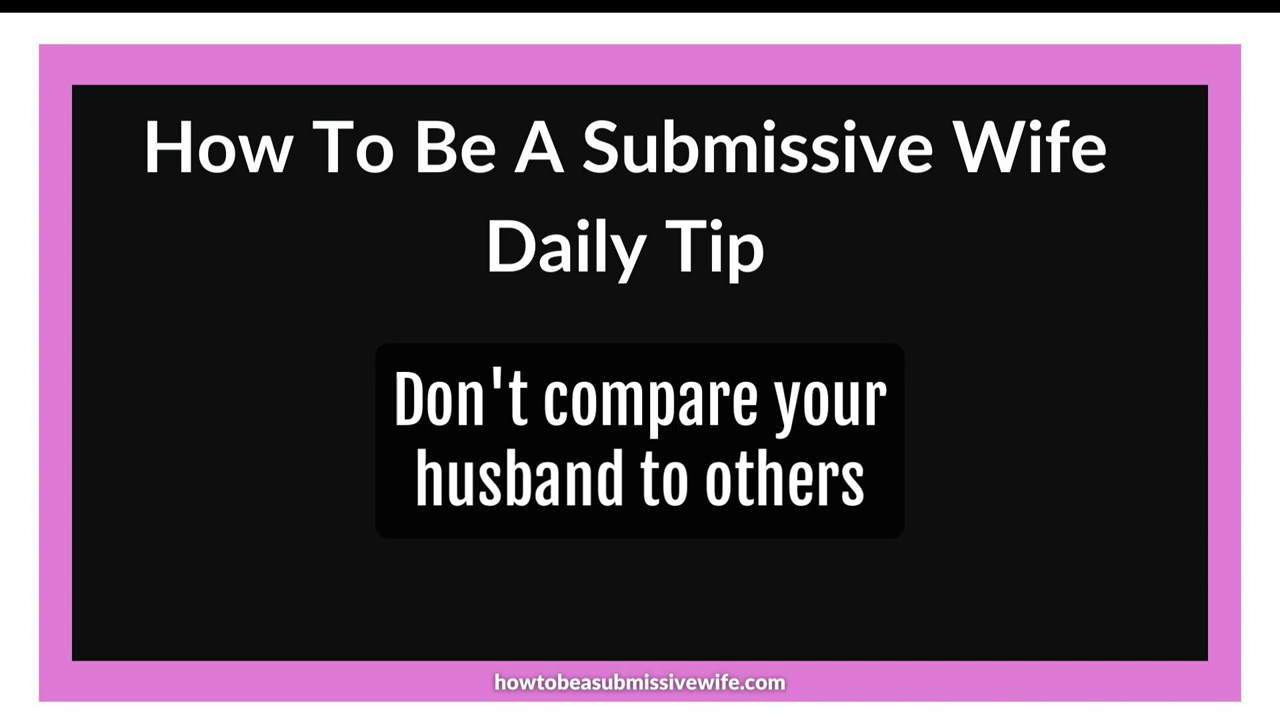 How To Be A Submissive Wife
Daily Tip
Don't compare your
husband to others
howtobeasubmissivewife.com